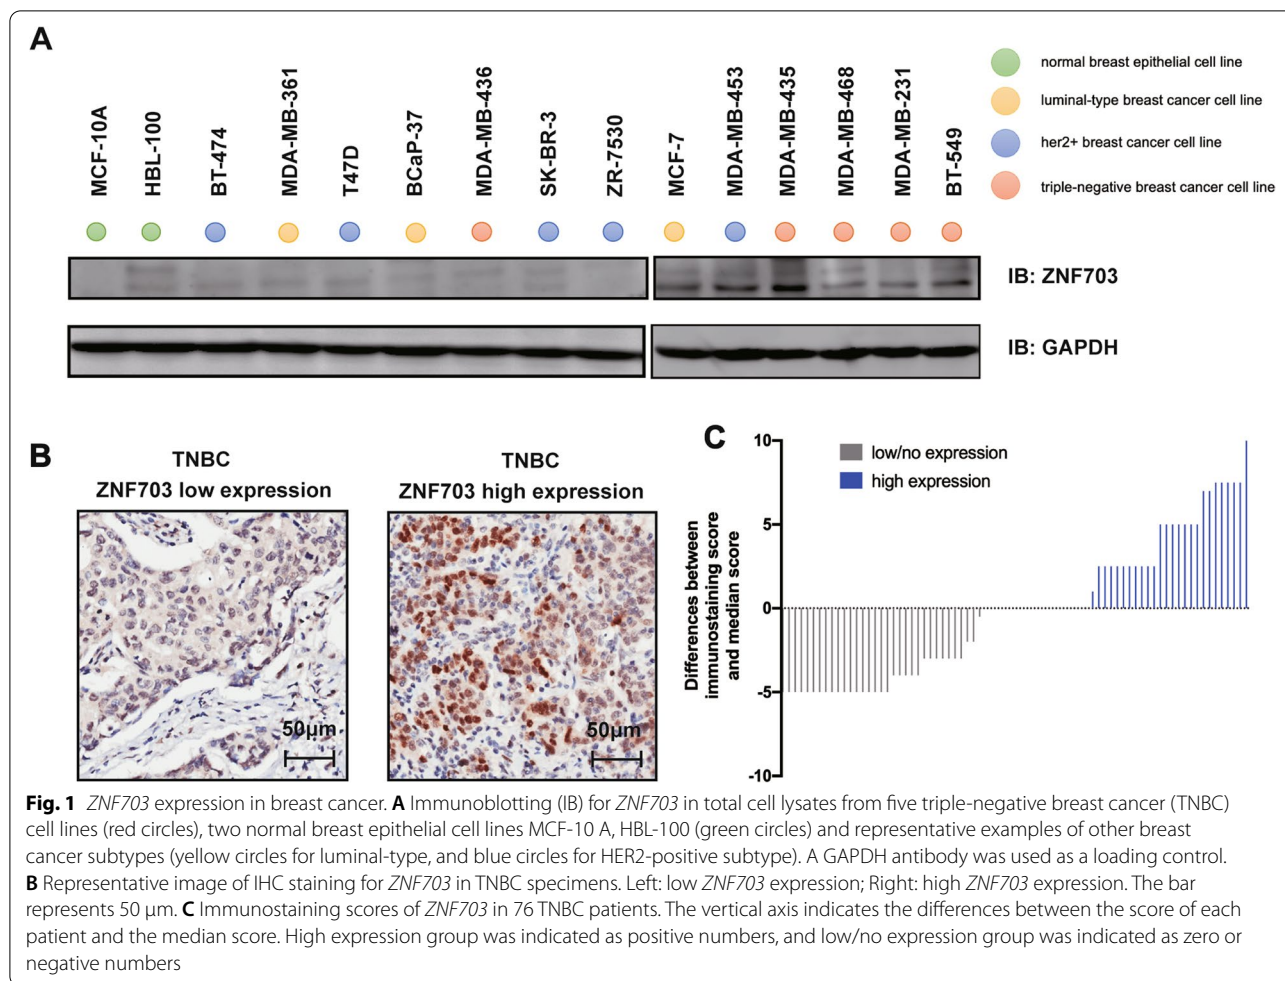 A
MCF-10A
HBL-100
BT-474
MDA-MB-361
T47D
BCaP-37
MDA-MB-436
SK-BR-3
ZR-7530
MCF-7
MDA-MB-453
MDA-MB-435
MDA-MB-468
MDA-MB-231
BT-549
normal breast epithelial cell line
luminal-type breast cancer cell line
her2+ breast cancer cell line
triple-negative breast cancer cell line
IB: ZNF703
IB: GAPDH
B
TNBC
ZNF703 low expression
50μm
TNBC
ZNF703 high expression
50μm
C
low/no expression
high expression
Differences between
immunostaining score
and median score
10
5
0
-5
-10
Fig. 1 ZNF703 expression in breast cancer. A Immunoblotting (IB) for ZNF703 in total cell lysates from five triple-negative breast cancer (TNBC)
cell lines (red circles), two normal breast epithelial cell lines MCF-10 A, HBL-100 (green circles) and representative examples of other breast
cancer subtypes (yellow circles for luminal-type, and blue circles for HER2-positive subtype). A GAPDH antibody was used as a loading control.
B Representative image of IHC staining for ZNF703 in TNBC specimens. Left: low ZNF703 expression; Right: high ZNF703 expression. The bar
represents 50 μm. C Immunostaining scores of ZNF703 in 76 TNBC patients. The vertical axis indicates the differences between the score of each
patient and the median score. High expression group was indicated as positive numbers, and low/no expression group was indicated as zero or
negative numbers